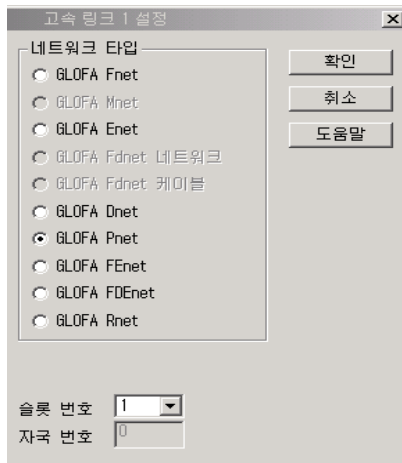 고속 링크 1 설정
네트워크 타입
GLOFA Fnet
GLOFA Mnet
GLOFA Enet
GLOFA Fdnet 네트워크
GLOFA Fdnet 케이블
GLOFA Dnet
GLOFA Pnet
GLOFA FEnet
GLOFA FDEnet
GLOFA Rnet
확인
취소
도움말
슬롯 번호 1
자국 번호 0